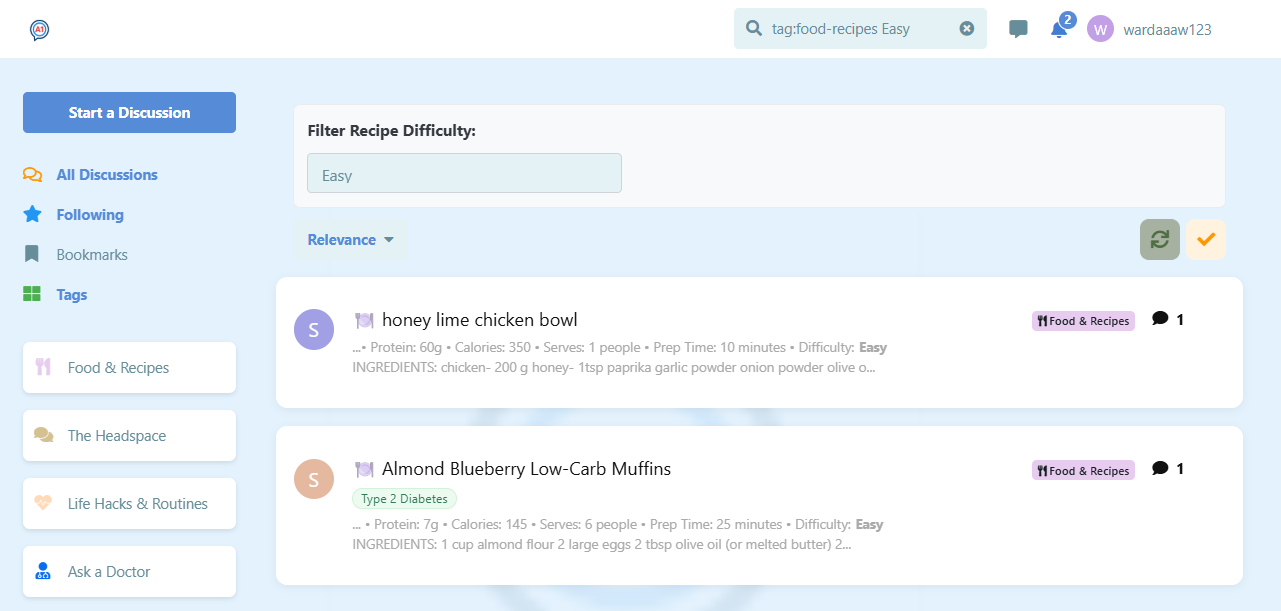 A1
tag:food-recipes Easy
2
W
wardaaaw123
Start a Discussion
All Discussions
Following
Bookmarks
Tags
Food & Recipes
The Headspace
Life Hacks & Routines
Ask a Doctor
Filter Recipe Difficulty:
Easy
Relevance
S
honey lime chicken bowl
Food & Recipes
1
...• Protein: 60g • Calories: 350 • Serves: 1 people • Prep Time: 10 minutes • Difficulty: Easy
INGREDIENTS: chicken- 200 g honey- 1tsp paprika garlic powder onion powder olive o...
S
Almond Blueberry Low-Carb Muffins
Food & Recipes
1
Type 2 Diabetes
... • Protein: 7g • Calories: 145 • Serves: 6 people • Prep Time: 25 minutes • Difficulty: Easy
INGREDIENTS: 1 cup almond flour 2 large eggs 2 tbsp olive oil (or melted butter) 2...